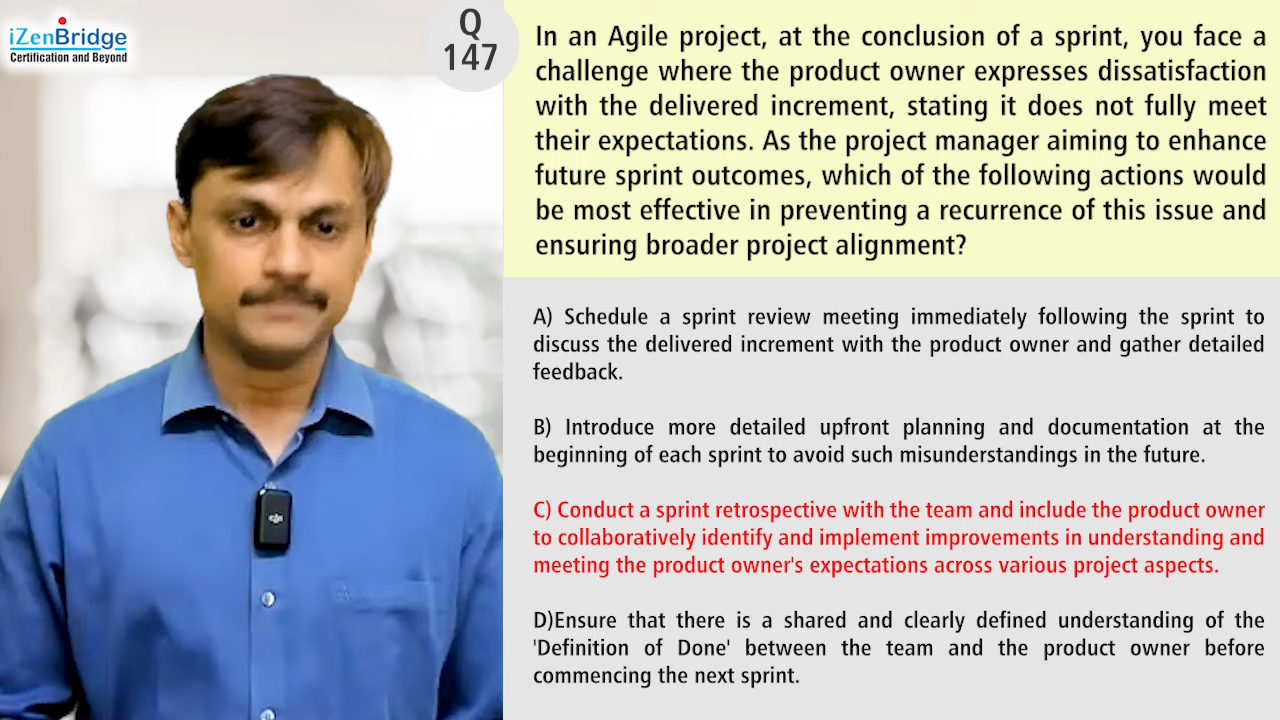 iZenBridge
Certification and Beyond
Q
147
In an Agile project, at the conclusion of a sprint, you face a
challenge where the product owner expresses dissatisfaction
with the delivered increment, stating it does not fully meet
their expectations. As the project manager aiming to enhance
future sprint outcomes, which of the following actions would
be most effective in preventing a recurrence of this issue and
ensuring broader project alignment?
A) Schedule a sprint review meeting immediately following the sprint to
discuss the delivered increment with the product owner and gather detailed
feedback.
B) Introduce more detailed upfront planning and documentation at the
beginning of each sprint to avoid such misunderstandings in the future.
C) Conduct a sprint retrospective with the team and include the product owner
to collaboratively identify and implement improvements in understanding and
meeting the product owner's expectations across various project aspects.
D)Ensure that there is a shared and clearly defined understanding of the
'Definition of Done' between the team and the product owner before
commencing the next sprint.
dji